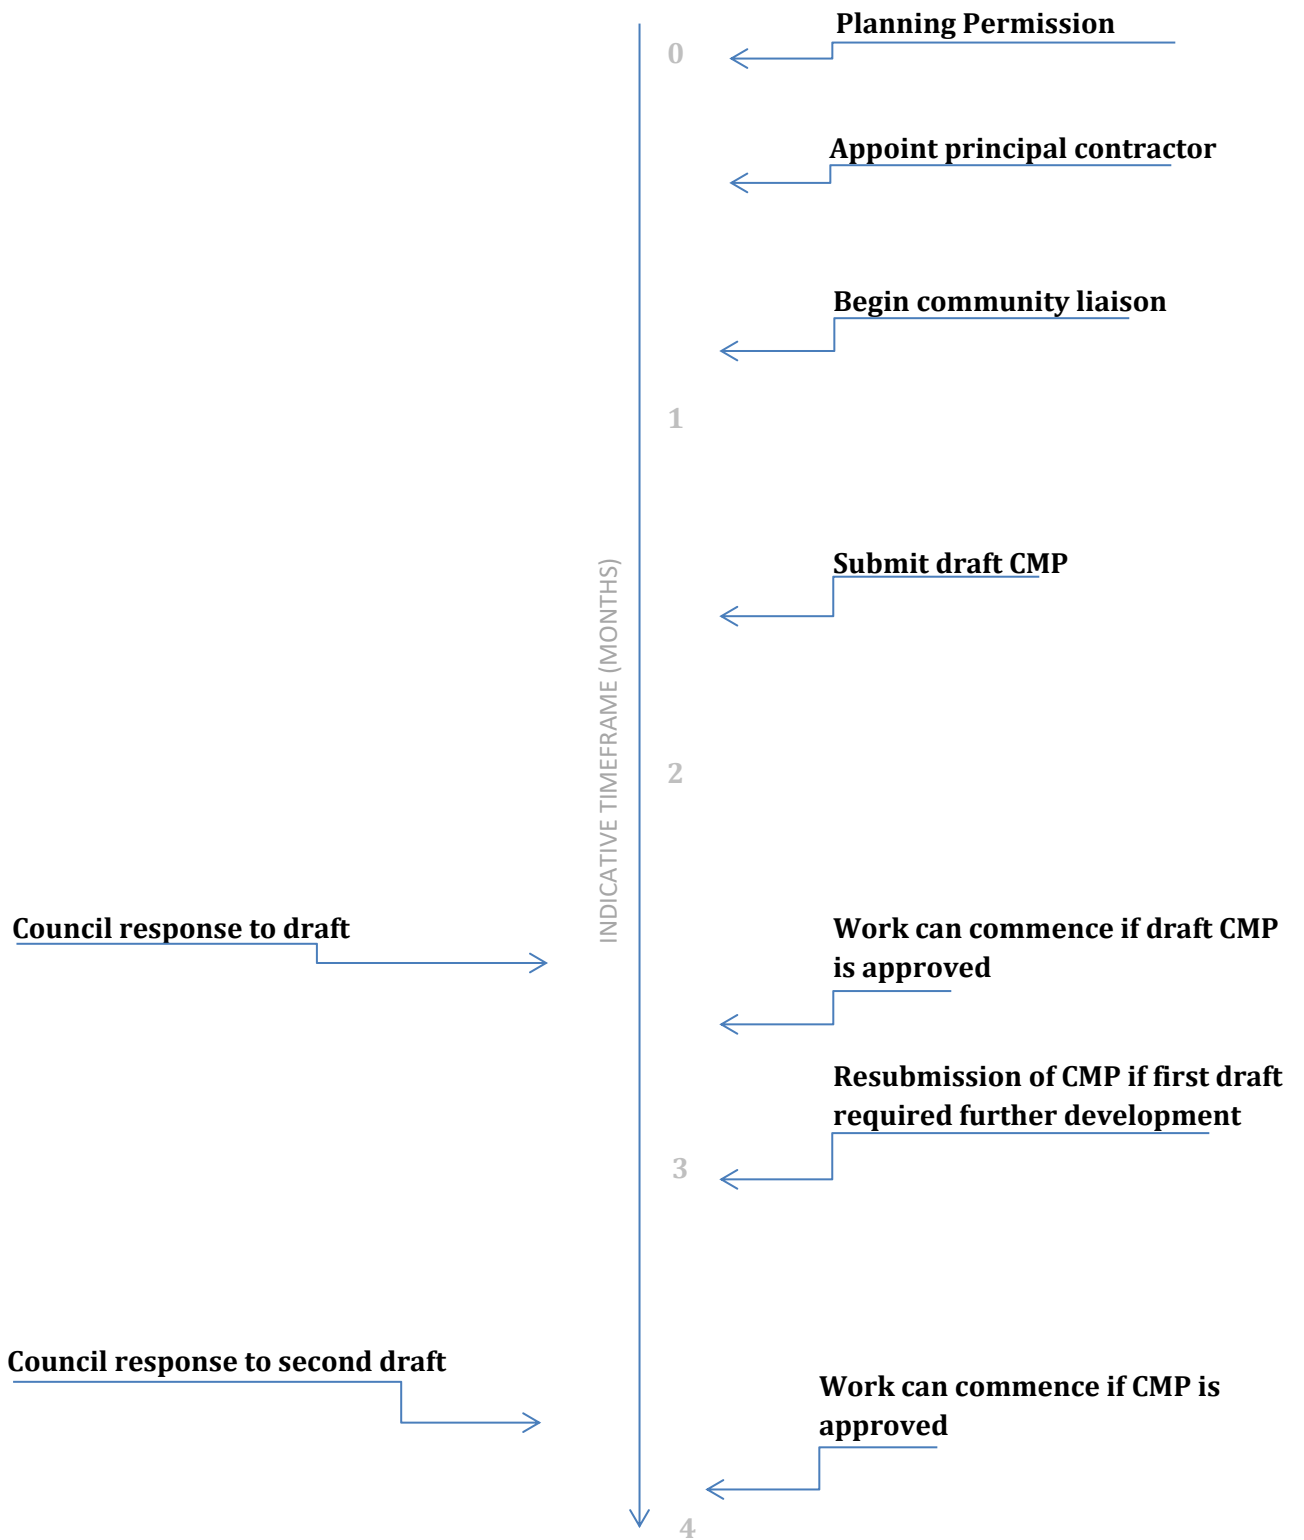 Planning Permission
0
Appoint principal contractor
Begin community liaison
1
Submit draft CMP
INDICATIVE TIMEFRAME (MONTHS)
2
Council response to draft
Work can commence if draft CMP
is approved
Resubmission of CMP if first draft
required further development
3
Council response to second draft
Work can commence if CMP is
approved
4